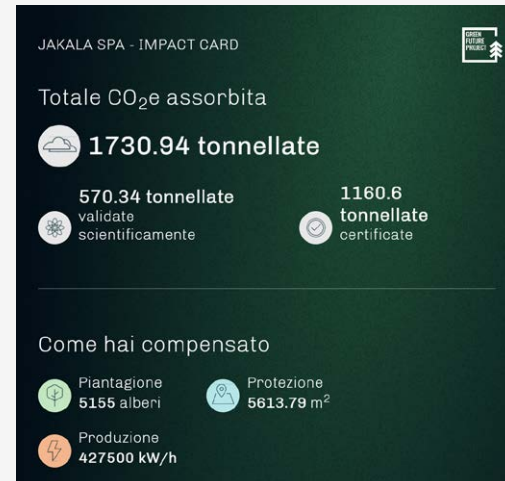 JAKALA SPA - IMPACT CARD
GREEN
FUTURE
PROJECT
Totale CO₂e assorbita
1730.94 tonnellate
570.34 tonnellate
validate
scientificamente
1160.6
tonnellate
certificate
Come hai compensato
Piantagione
5155 alberi
Protezione
5613.79 m²
Produzione
427500 kW/h